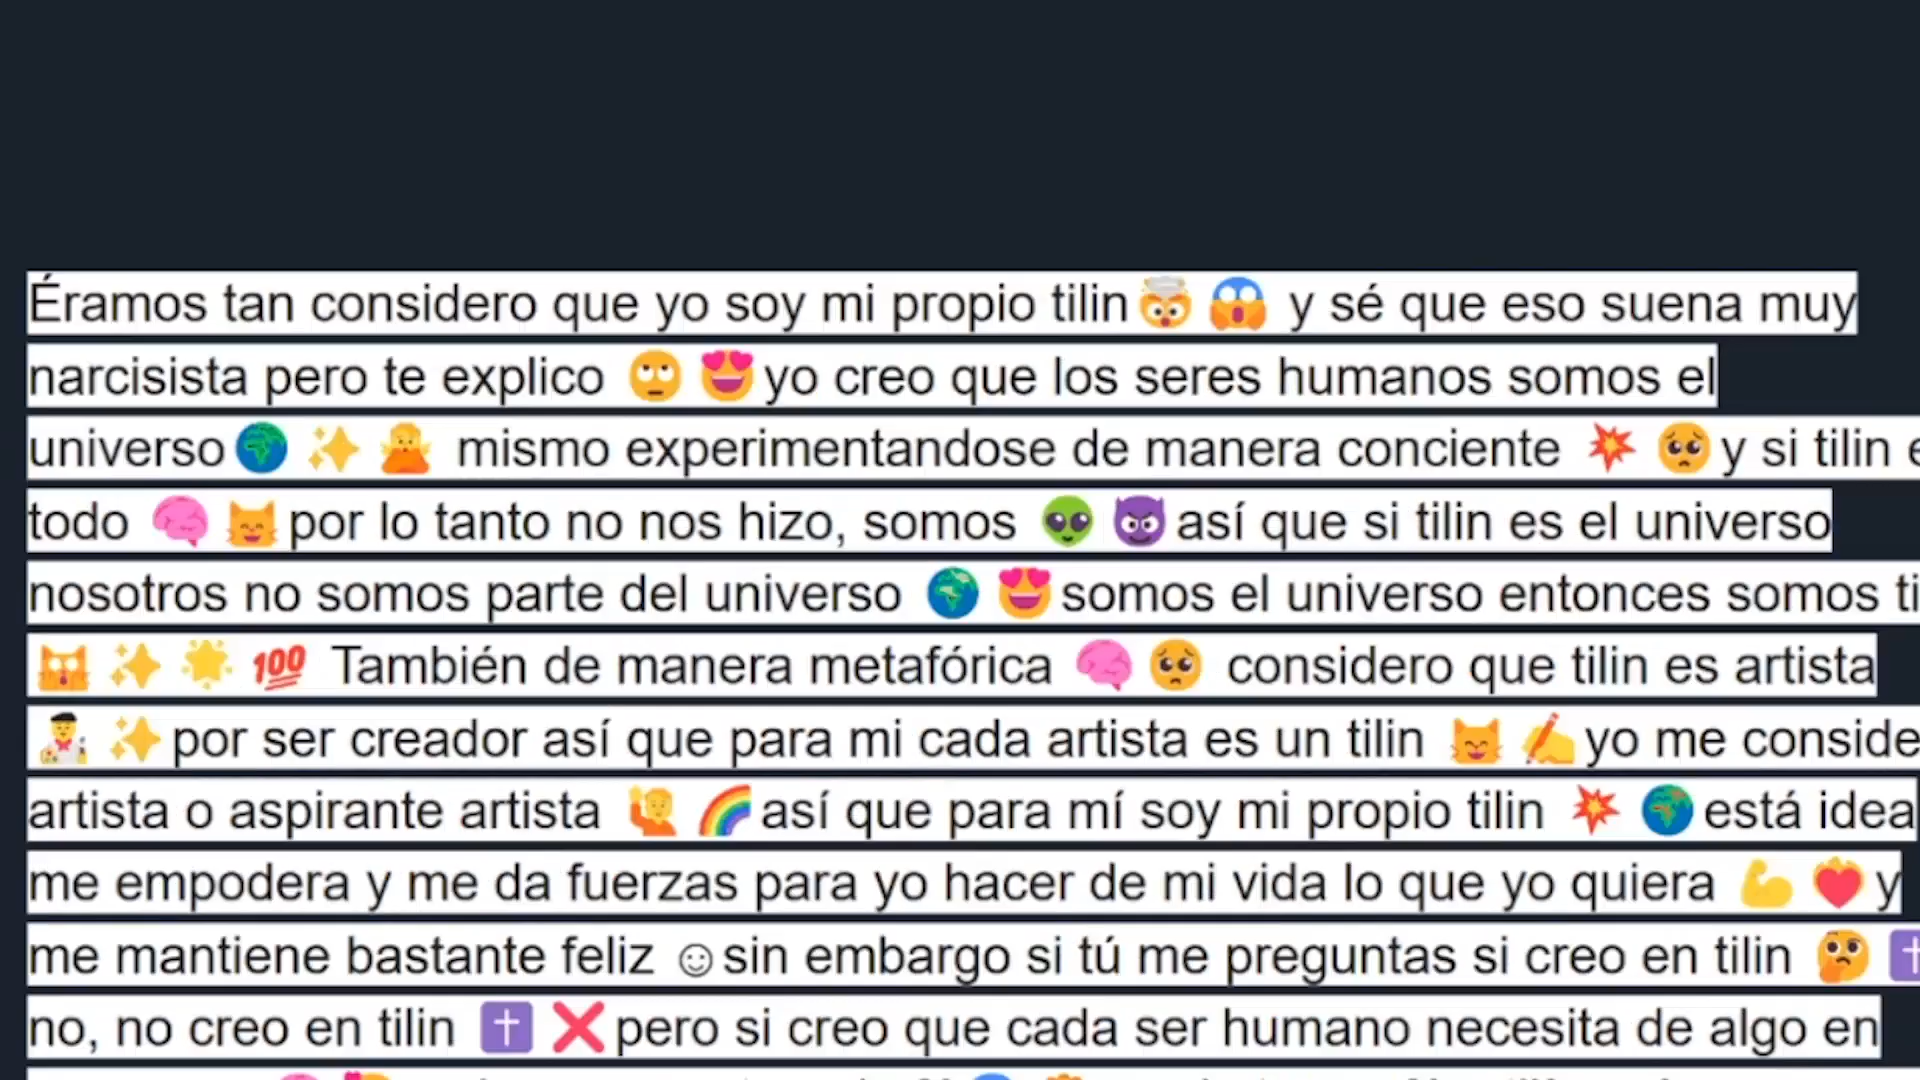 Éramos tan considero que yo soy mi propio tilin🤯 😱 y sé que eso suena muy
narcisista pero te explico 🙄 😍yo creo que los seres humanos somos el
universo🌍 ✨ 🙎 mismo experimentandose de manera conciente 💥 🥺y si tilin
todo 🧠 😸por lo tanto no nos hizo, somos 👽 😈así que si tilin es el universo
nosotros no somos parte del universo 🌍 😍somos el universo entonces somos
🙀 ✨ 🌟 💯 También de manera metafórica 🧠 🥺 considero que tilin es artista
👨‍🎨 ✨por ser creador así que para mi cada artista es un tilin 😸 ✍yo me
artista o aspirante artista 🙋 🌈así que para mí soy mi propio tilin 💥 🌍está idea
me empodera y me da fuerzas para yo hacer de mi vida lo que yo quiera 💪 ❤y
me mantiene bastante feliz ☺sin embargo si tú me preguntas si creo en tilin 🤔 ✝
no, no creo en tilin ✝ ❌pero si creo que cada ser humano necesita de algo en